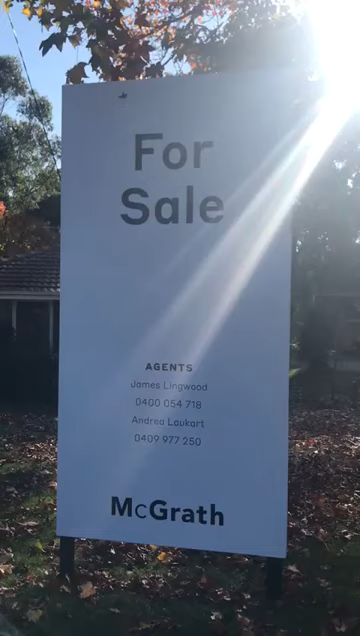 For
Sale
AGENTS
James Lingwood
0400 054 718
Andrea Laukart
0409 977 250
McGrath